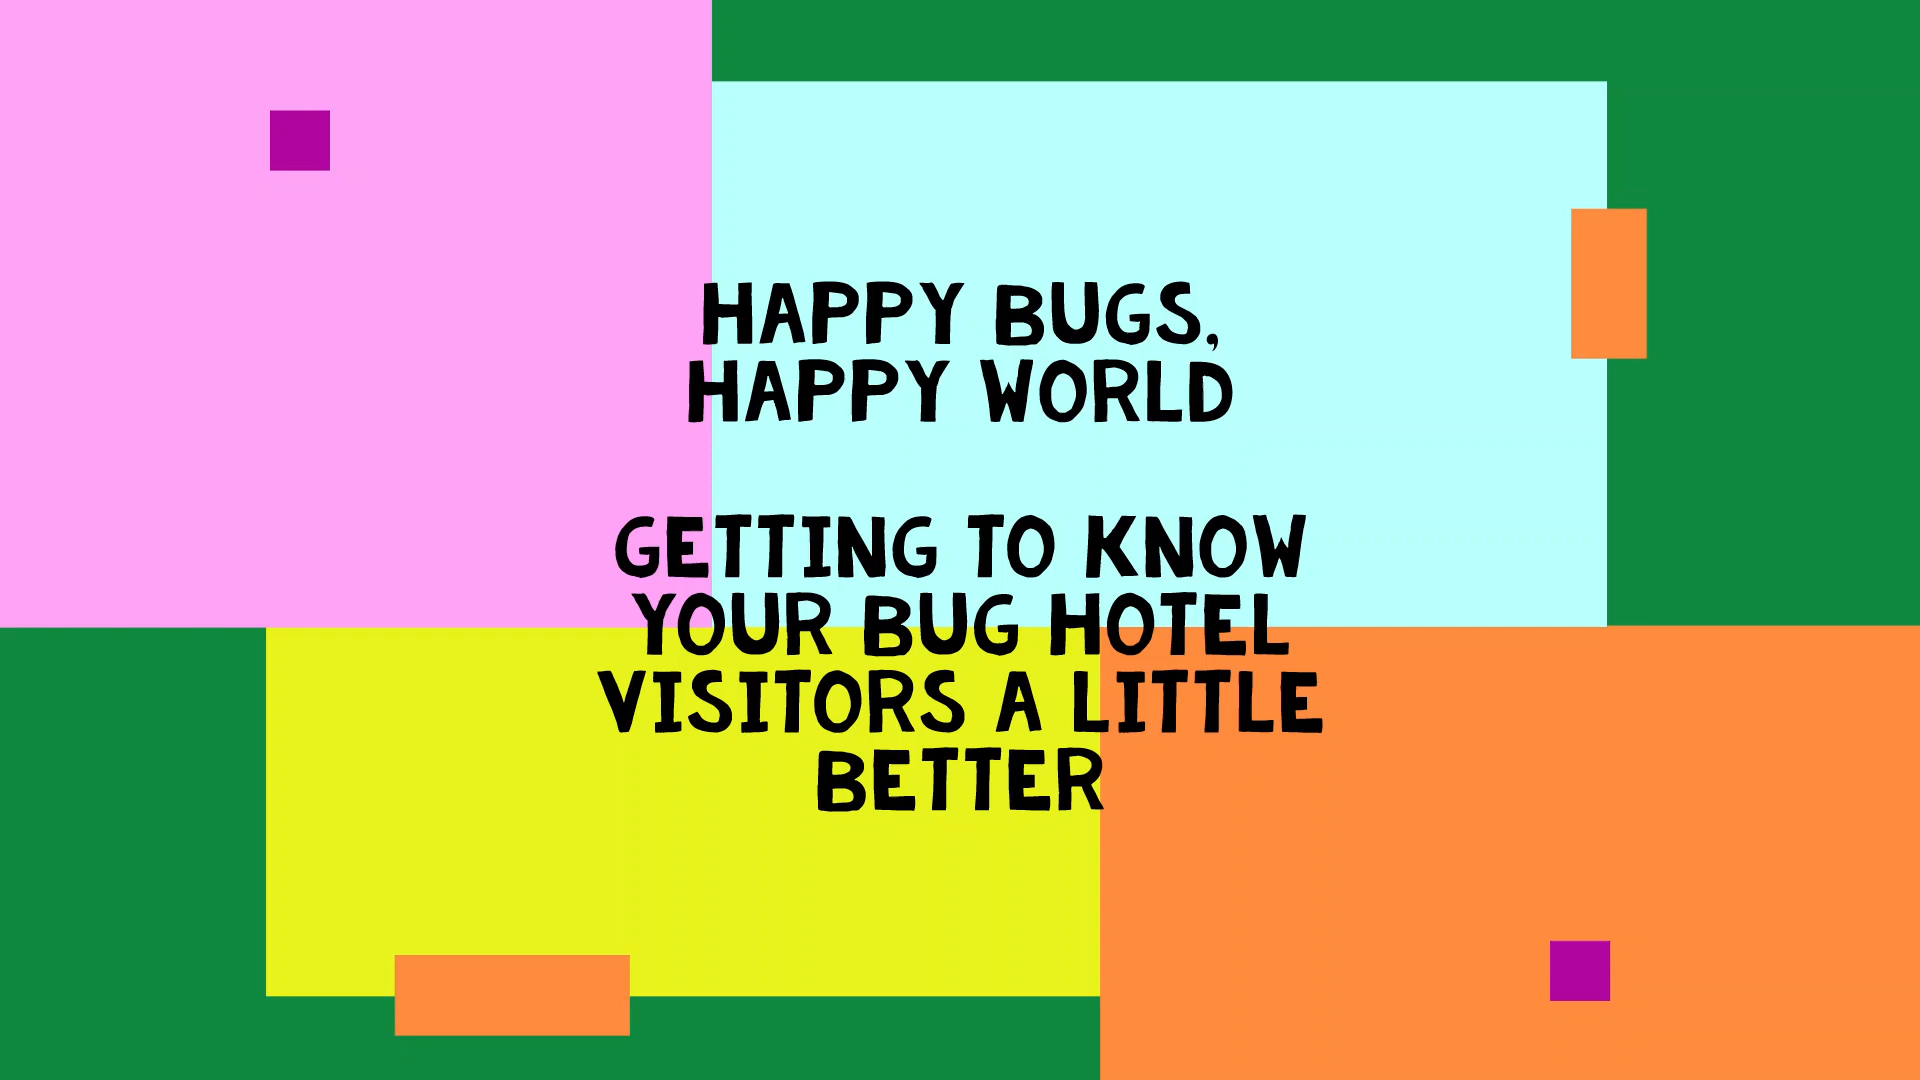 HAPPY BUGS,
HAPPY WORLD
GETTING TO KNOW
YOUR BUG HOTEL
VISITORS A LITTLE
BETTER